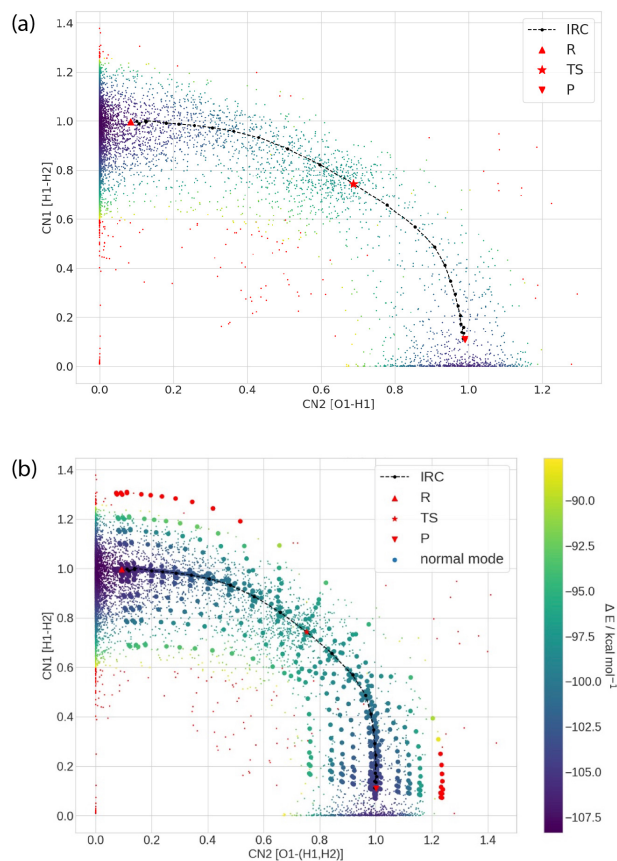 (a)
IRC
R
TS
P
1.4
1.2
1.0
0.8
0.6
0.4
0.2
0.0
CN1 [H1-H2]
0.0 0.2 0.4 0.6 0.8 1.0 1.2
CN2 [O1-H1]
(b)
IRC
R
TS
P
normal mode
1.4
1.2
1.0
0.8
0.6
0.4
0.2
0.0
CN1 [H1-H2]
0.0 0.2 0.4 0.6 0.8 1.0 1.2 1.4
CN2 [O1-(H1,H2)]
−90.0
−92.5
−95.0
−97.5
−100.0
−102.5
−105.0
−107.5
Δ E / kcal mol⁻¹